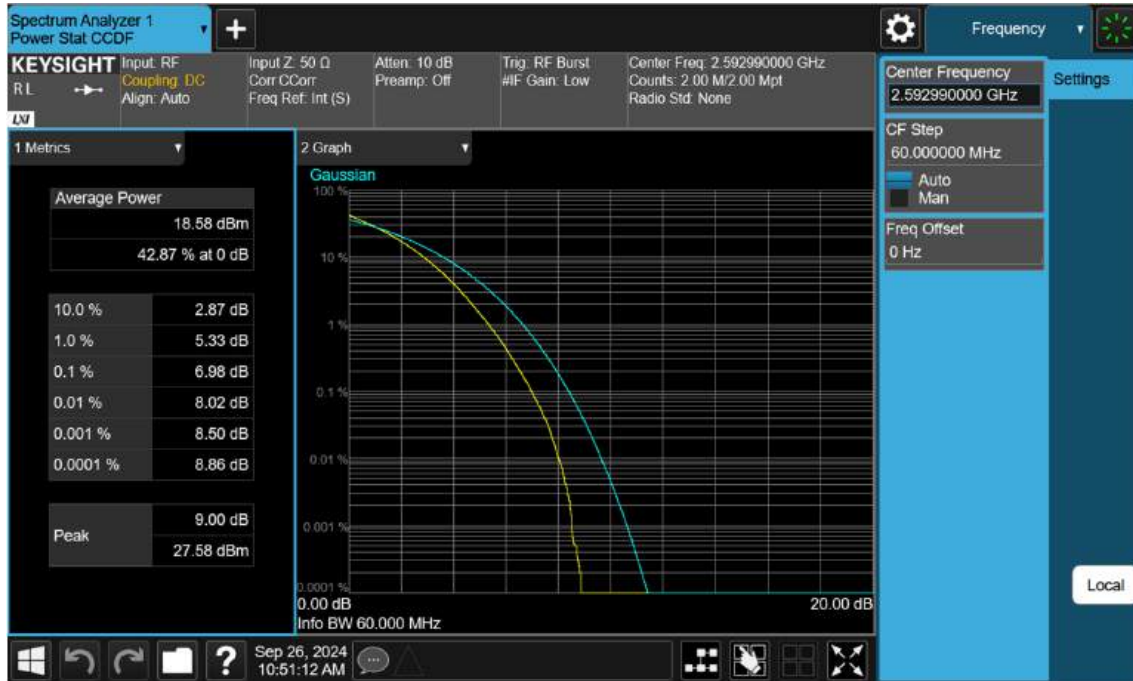 Spectrum Analyzer 1
Power Stat CCDF
+
Frequency
KEYSIGHT
R L
LXI
Input: RF
Coupling: DC
Align: Auto
Input Z: 50 Ω
Corr CCorr
Freq Ref: Int (S)
Atten: 10 dB
Preamp: Off
Trig: RF Burst
#IF Gain: Low
Center Freq: 2.592990000 GHz
Counts: 2.00 M/2.00 Mpt
Radio Std: None
Center Frequency
2.592990000 GHz
Settings
CF Step
60.000000 MHz
Auto
Man
Freq Offset
0 Hz
1 Metrics
Average Power
18.58 dBm
42.87 % at 0 dB
10.0 % 2.87 dB
1.0 % 5.33 dB
0.1 % 6.98 dB
0.01 % 8.02 dB
0.001 % 8.50 dB
0.0001 % 8.86 dB
Peak
9.00 dB
27.58 dBm
2 Graph
Gaussian
100 %
10 %
1 %
0.1 %
0.01 %
0.001 %
0.0001 %
0.00 dB 20.00 dB
Info BW 60.000 MHz
Local
?
Sep 26, 2024
10:51:12 AM